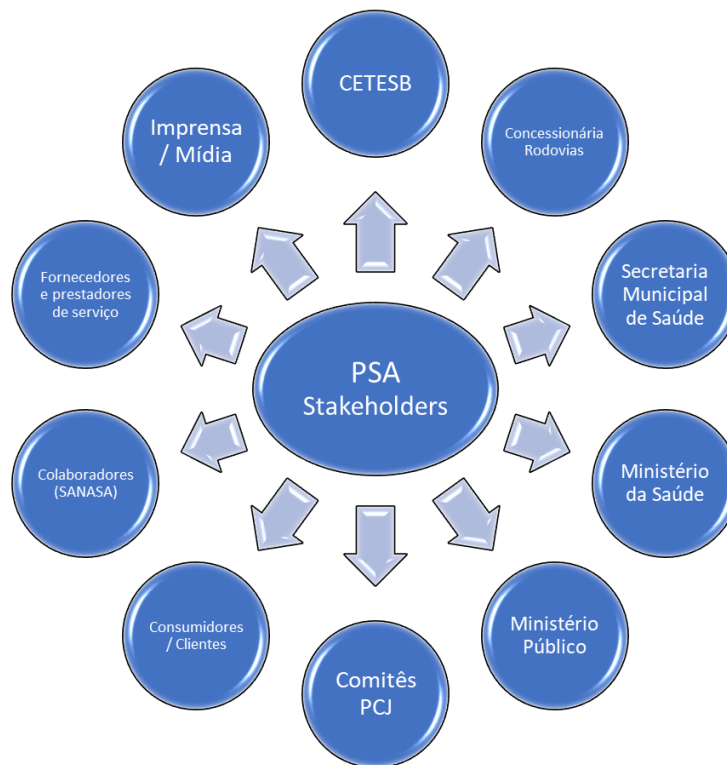 CETESB
Concessionária
Rodovias
Secretaria
Municipal
de Saúde
Ministério
da Saúde
Ministério
Público
Comitês
PCJ
Consumidores
/ Clientes
Colaboradores
(SANASA)
Fornecedores
e prestadores
de serviço
Imprensa
/ Mídia
PSA
Stakeholders